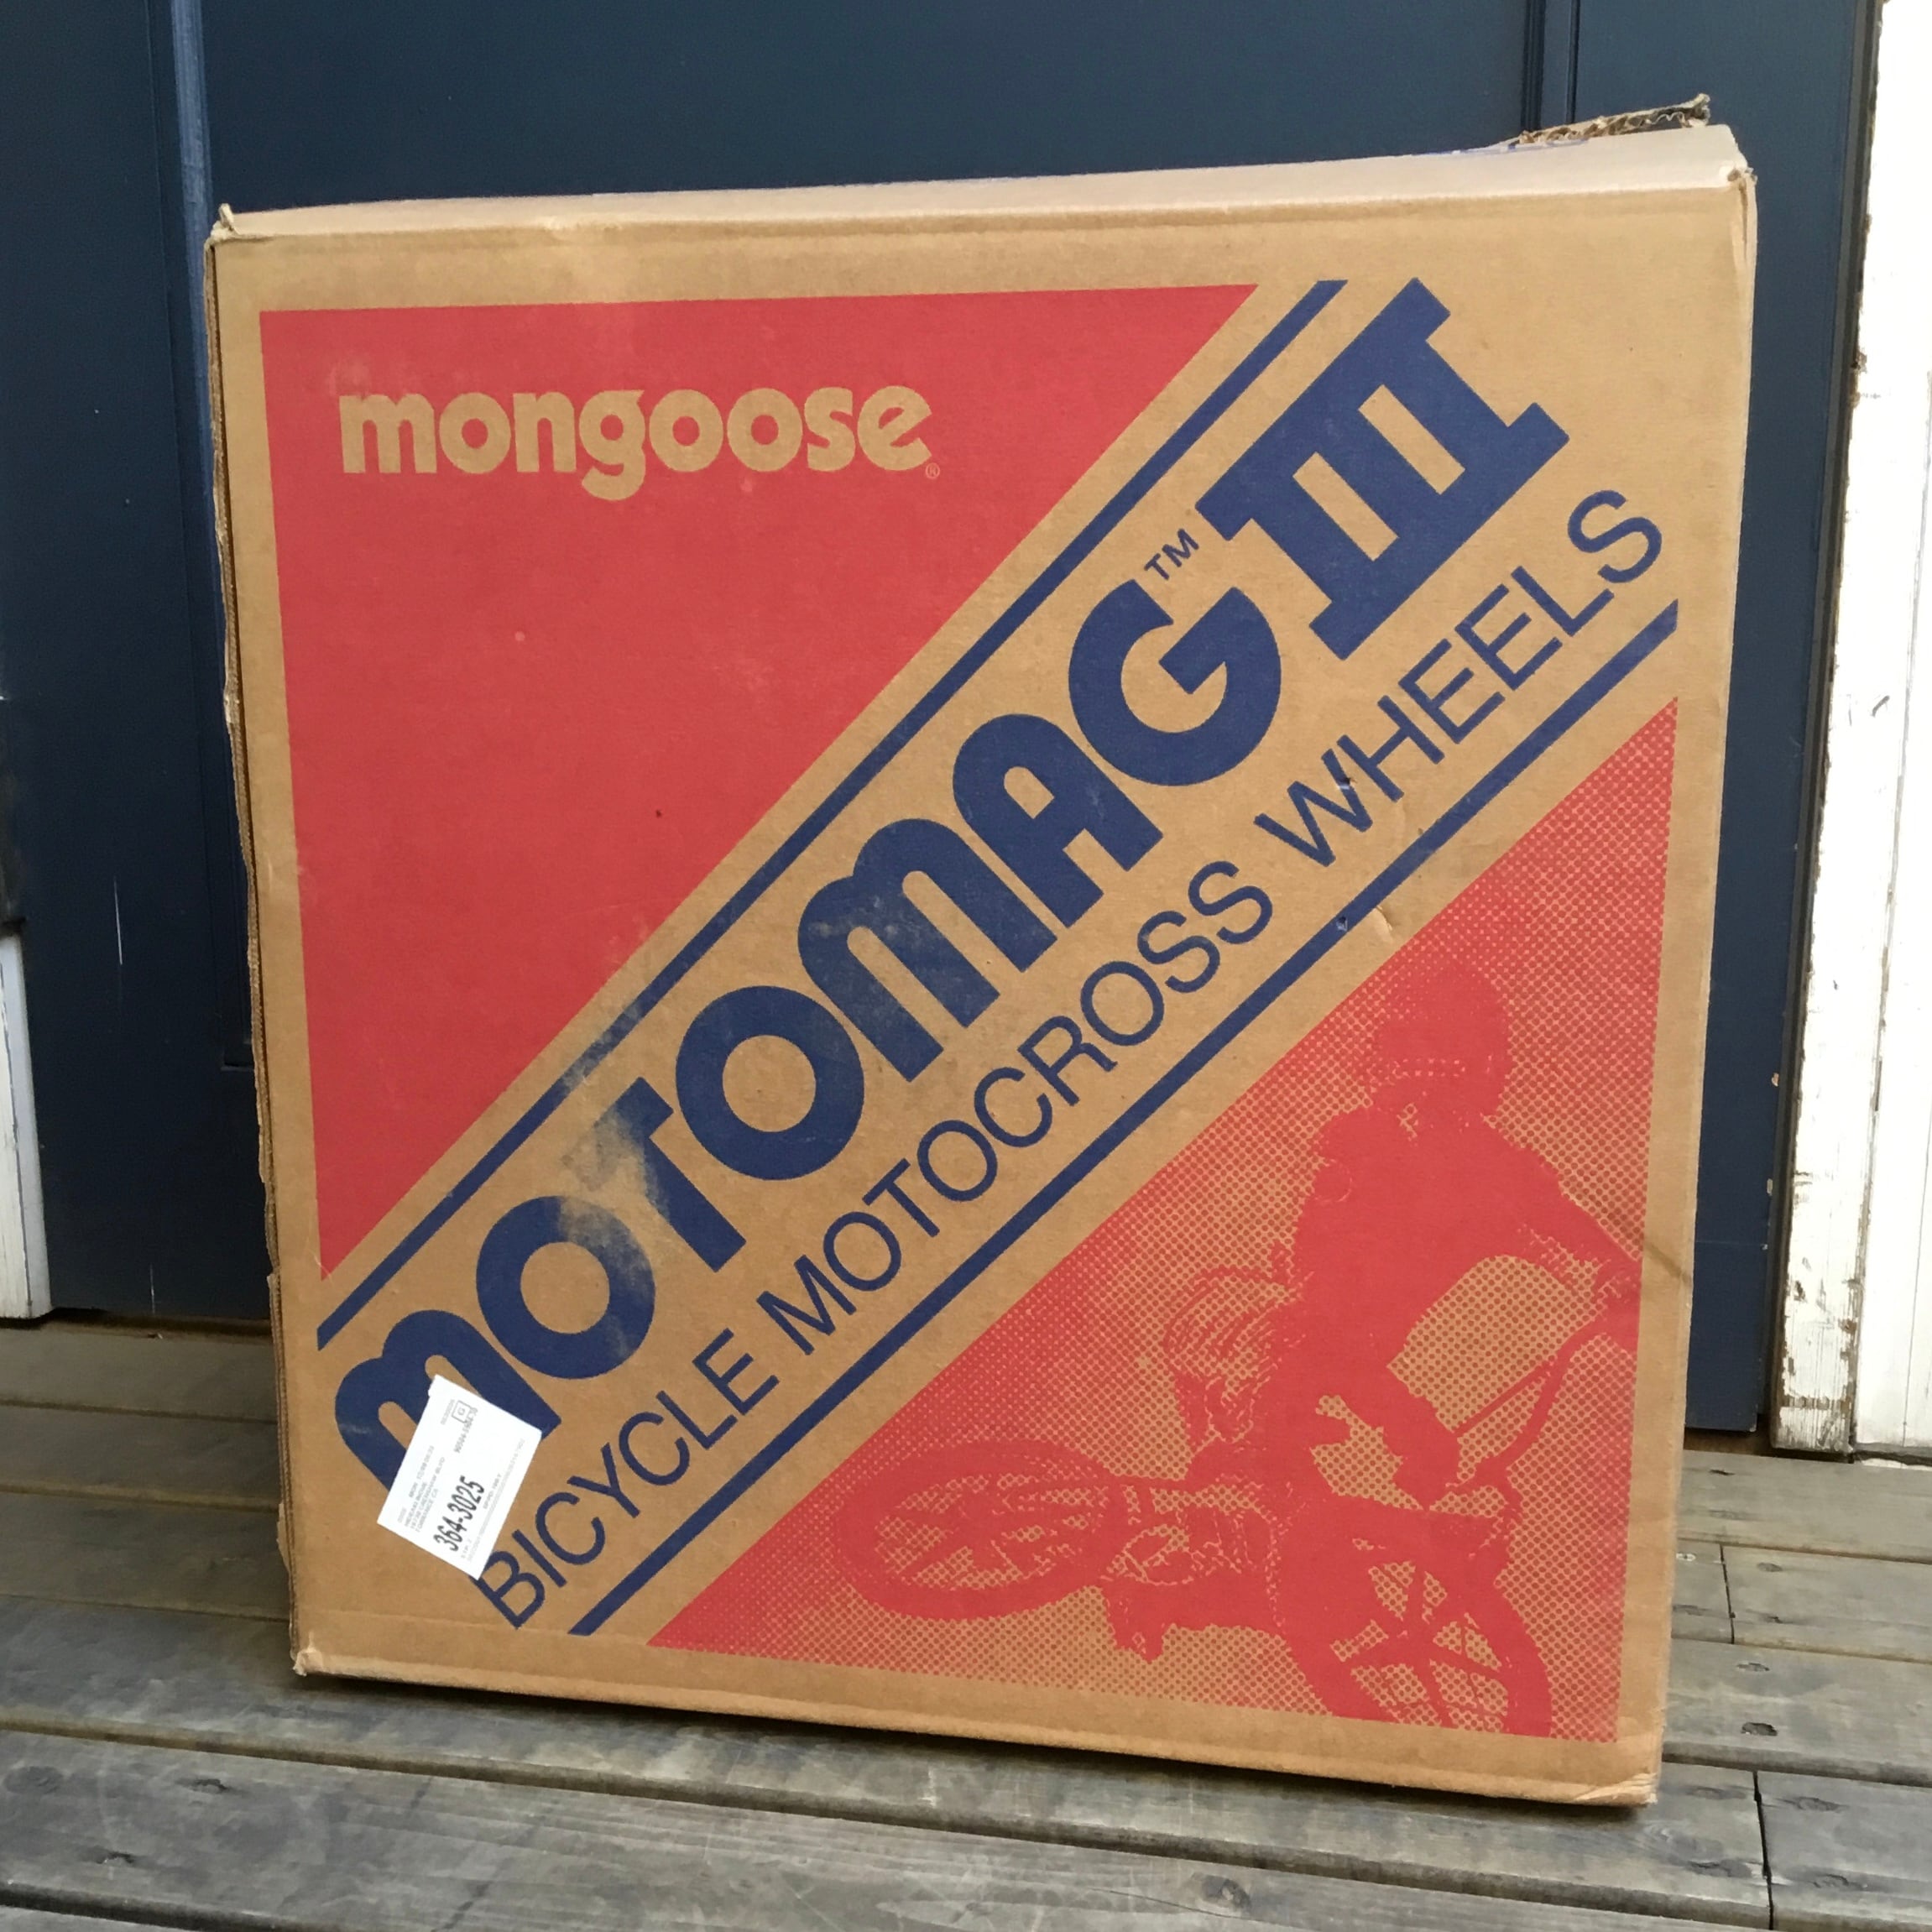 mongoose®
MOTOMAG™ III
BICYCLE MOTOCROSS WHEELS
364-3025